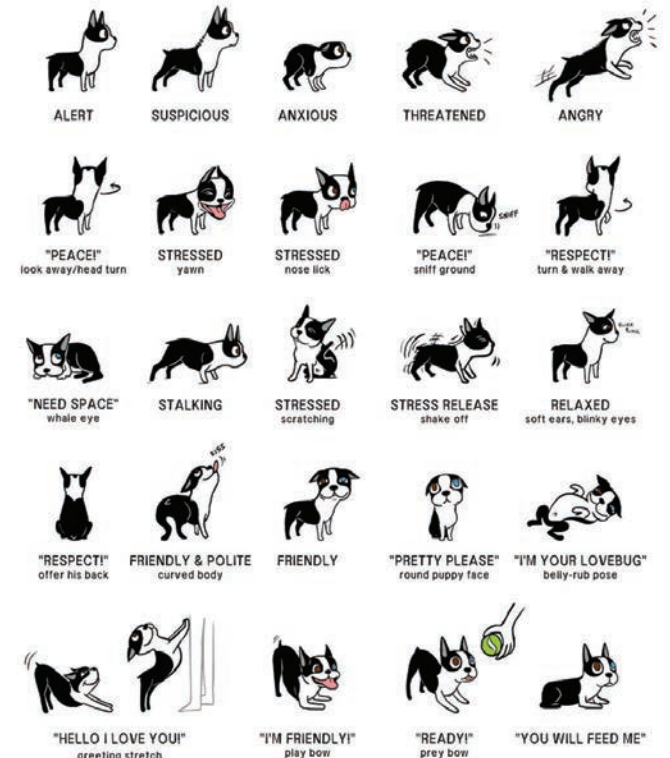 ALERT
SUSPICIOUS
ANXIOUS
THREATENED
ANGRY
"PEACE!"
look away/head turn
STRESSED
yawn
STRESSED
nose lick
SNIFF
"PEACE!"
sniff ground
"RESPECT!"
turn & walk away
"NEED SPACE"
whale eye
STALKING
STRESSED
scratching
STRESS RELEASE
shake off
RELAXED
soft ears, blinky eyes
"RESPECT!"
offer his back
KISS
FRIENDLY & POLITE
curved body
FRIENDLY
"PRETTY PLEASE"
round puppy face
"I'M YOUR LOVEBUG"
belly-rub pose
"HELLO I LOVE YOU!"
greeting stretch
"I'M FRIENDLY!"
play bow
"READY!"
prey bow
"YOU WILL FEED ME"